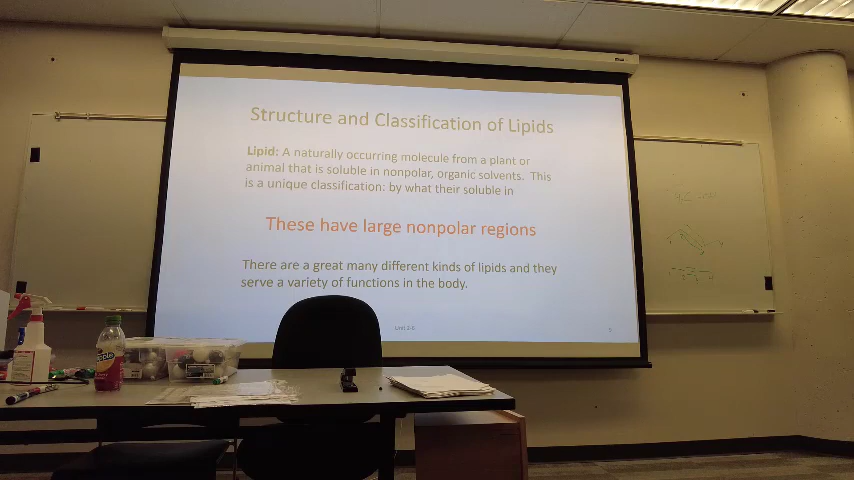 Structure and Classification of Lipids
Lipid: A naturally occurring molecule from a plant or
animal that is soluble in nonpolar, organic solvents. This
is a unique classification: by what their soluble in
These have large nonpolar regions
There are a great many different kinds of lipids and they
serve a variety of functions in the body.